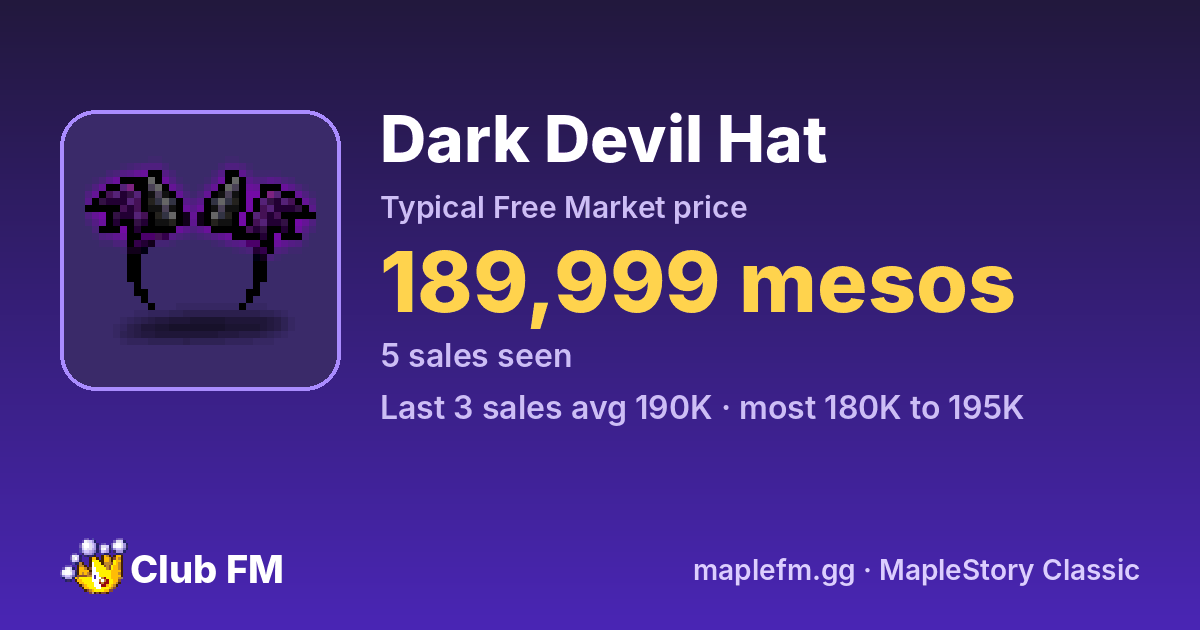 Dark Devil Hat
Typical Free Market price
189,999 mesos
5 sales seen
Last 3 sales avg 190K · most 180K to 195K
Club FM
maplefm.gg · MapleStory Classic